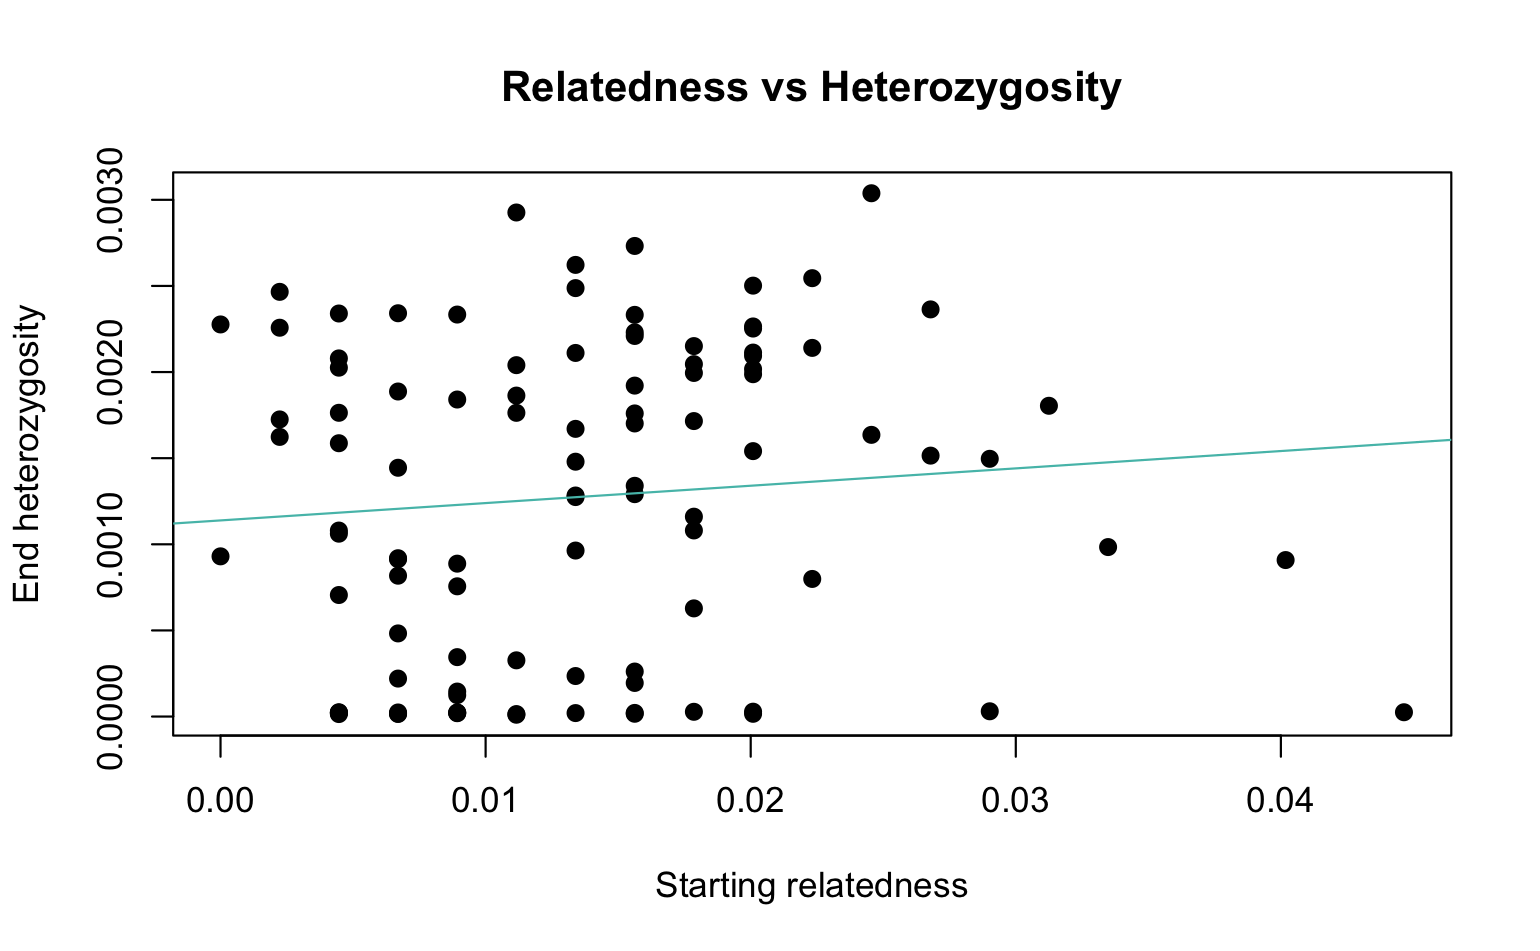 Relatedness vs Heterozygosity
End heterozygosity
0.0030
0.0020
0.0010
0.0000
0.00 0.01 0.02 0.03 0.04
Starting relatedness